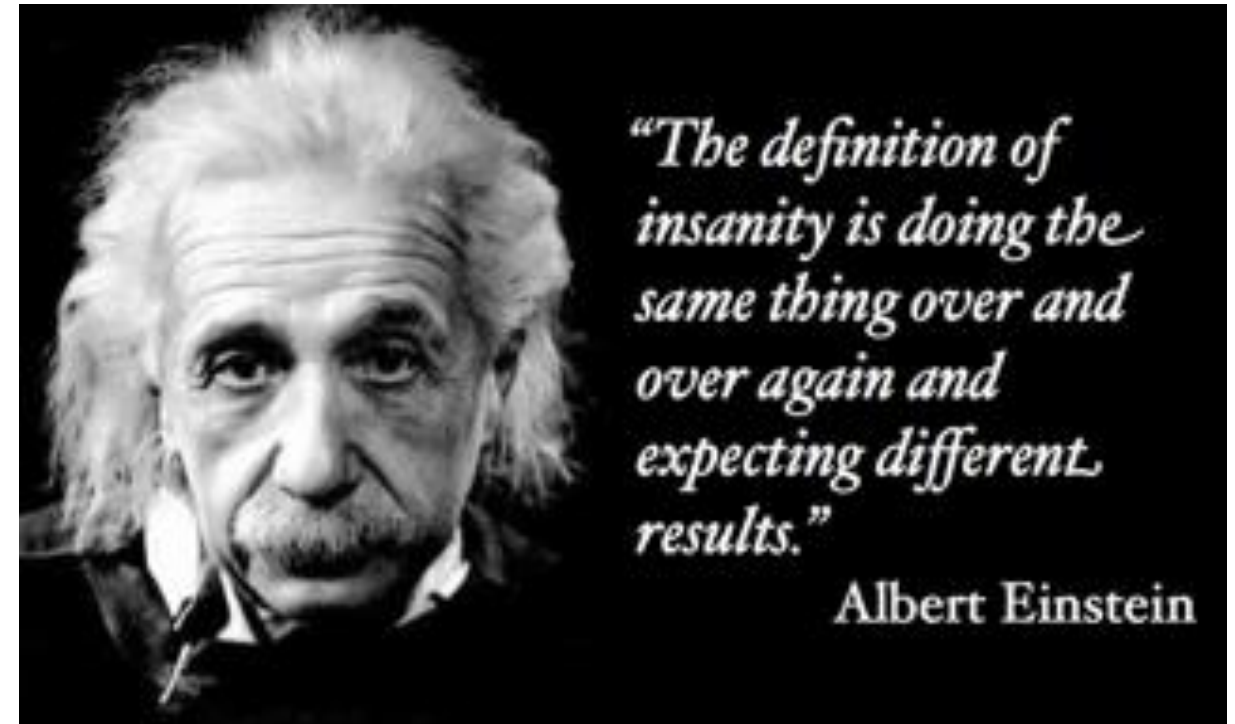 “The definition of
insanity is doing the
same thing over and
over again and
expecting different
results.”
Albert Einstein